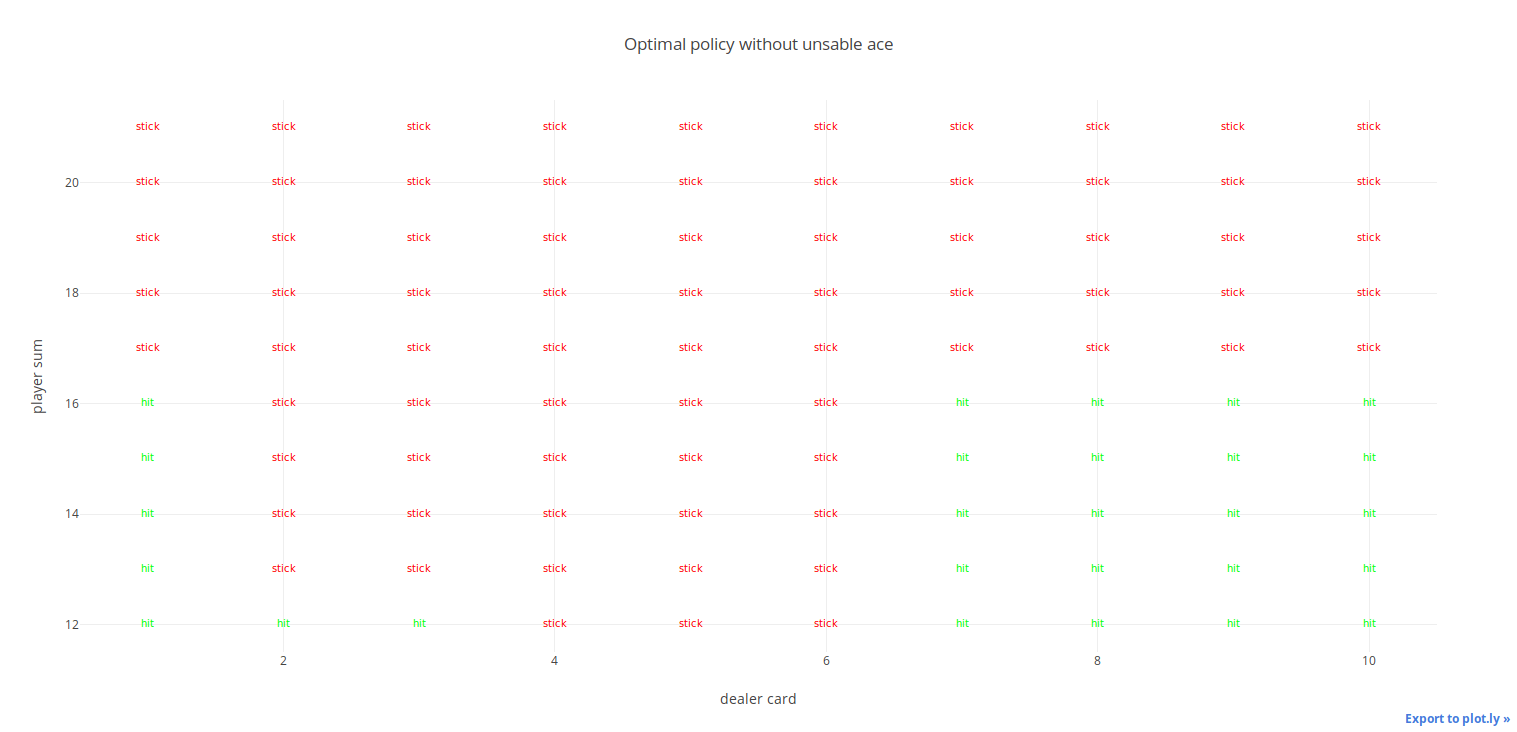 Optimal policy without unsable ace
stick stick stick stick stick stick stick stick stick stick
20 stick stick stick stick stick stick stick stick stick stick
stick stick stick stick stick stick stick stick stick stick
18 stick stick stick stick stick stick stick stick stick stick
player sum
stick stick stick stick stick stick stick stick stick stick
16 hit stick stick stick stick stick hit hit hit hit
hit stick stick stick stick stick hit hit hit hit
14 hit stick stick stick stick stick hit hit hit hit
hit stick stick stick stick stick hit hit hit hit
12 hit hit hit stick stick stick hit hit hit hit
2 4 6 8 10
dealer card
Export to plot.ly »